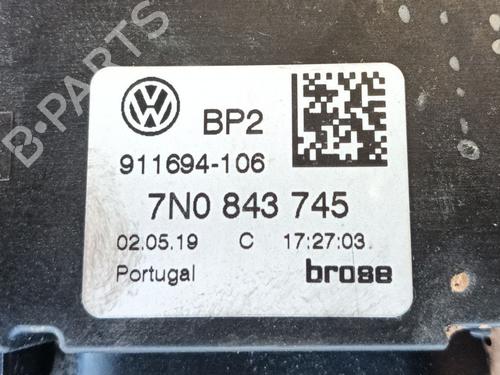 B-PARTS
BP2
911694-106
7N0 843 745
02.05.19 C 17:27:03
Portugal brose